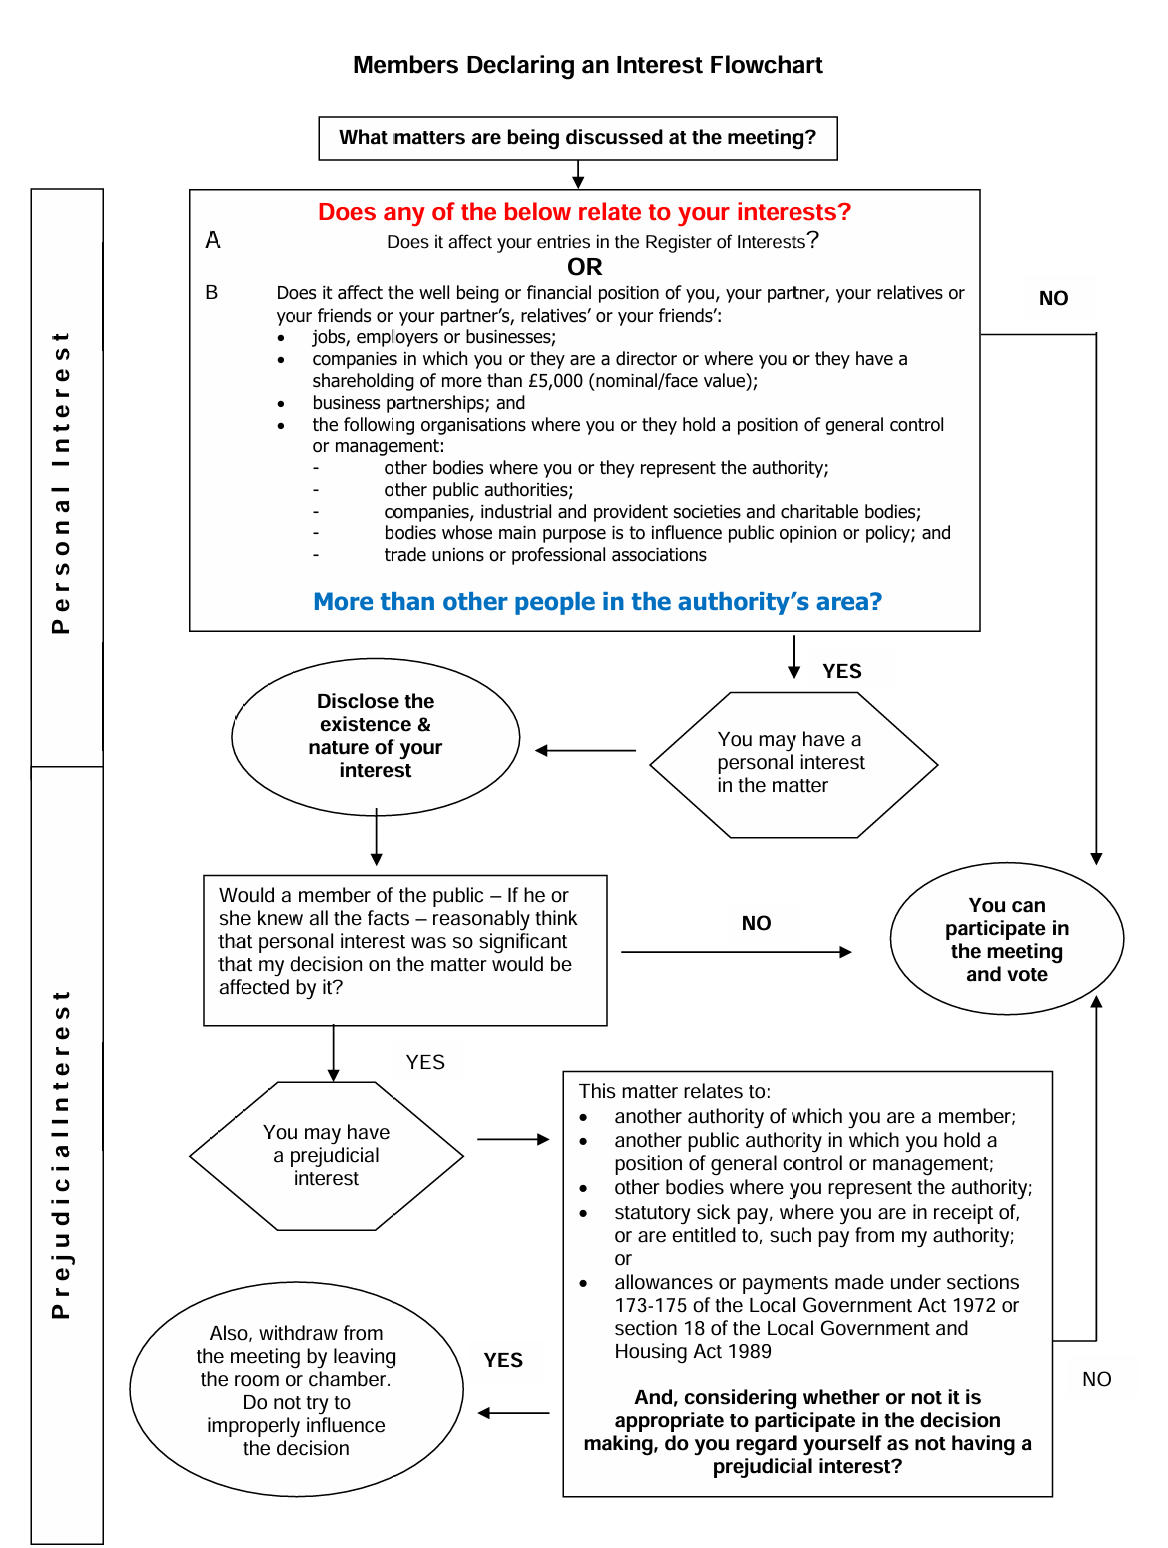 Members Declaring an Interest Flowchart
What matters are being discussed at the meeting?
Personal Interest
Does any of the below relate to your interests?
A Does it affect your entries in the Register of Interests?
OR
B Does it affect the well being or financial position of you, your partner, your relatives or
your friends or your partner's, relatives' or your friends':
• jobs, employers or businesses;
• companies in which you or they are a director or where you or they have a
shareholding of more than £5,000 (nominal/face value);
• business partnerships; and
• the following organisations where you or they hold a position of general control
or management:
- other bodies where you or they represent the authority;
- other public authorities;
- companies, industrial and provident societies and charitable bodies;
- bodies whose main purpose is to influence public opinion or policy; and
- trade unions or professional associations
More than other people in the authority's area?
NO
YES
You may have a
personal interest
in the matter
Disclose the
existence &
nature of your
interest
PrejudicialInterest
Would a member of the public – If he or
she knew all the facts – reasonably think
that personal interest was so significant
that my decision on the matter would be
affected by it?
NO
You can
participate in
the meeting
and vote
YES
You may have
a prejudicial
interest
This matter relates to:
• another authority of which you are a member;
• another public authority in which you hold a
position of general control or management;
• other bodies where you represent the authority;
• statutory sick pay, where you are in receipt of,
or are entitled to, such pay from my authority;
or
• allowances or payments made under sections
173-175 of the Local Government Act 1972 or
section 18 of the Local Government and
Housing Act 1989
And, considering whether or not it is
appropriate to participate in the decision
making, do you regard yourself as not having a
prejudicial interest?
NO
YES
Also, withdraw from
the meeting by leaving
the room or chamber.
Do not try to
improperly influence
the decision